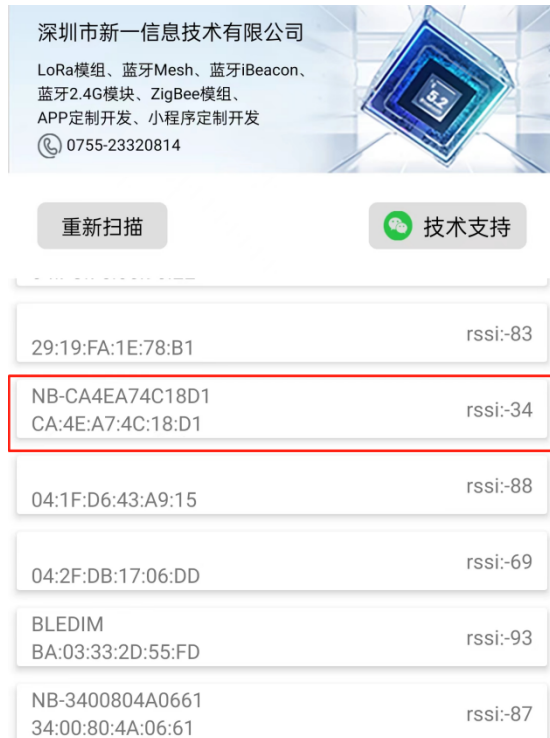 深圳市新一信息技术有限公司
LoRa模组、蓝牙Mesh、蓝牙iBeacon、
蓝牙2.4G模块、ZigBee模组、
APP定制开发、小程序定制开发
0755-23320814
5.2
重新扫描
技术支持
rssi:-83
29:19:FA:1E:78:B1
NB-CA4EA74C18D1
rssi:-34
CA:4E:A7:4C:18:D1
rssi:-88
04:1F:D6:43:A9:15
rssi:-69
04:2F:DB:17:06:DD
BLEDIM
rssi:-93
BA:03:33:2D:55:FD
NB-3400804A0661
rssi:-87
34:00:80:4A:06:61